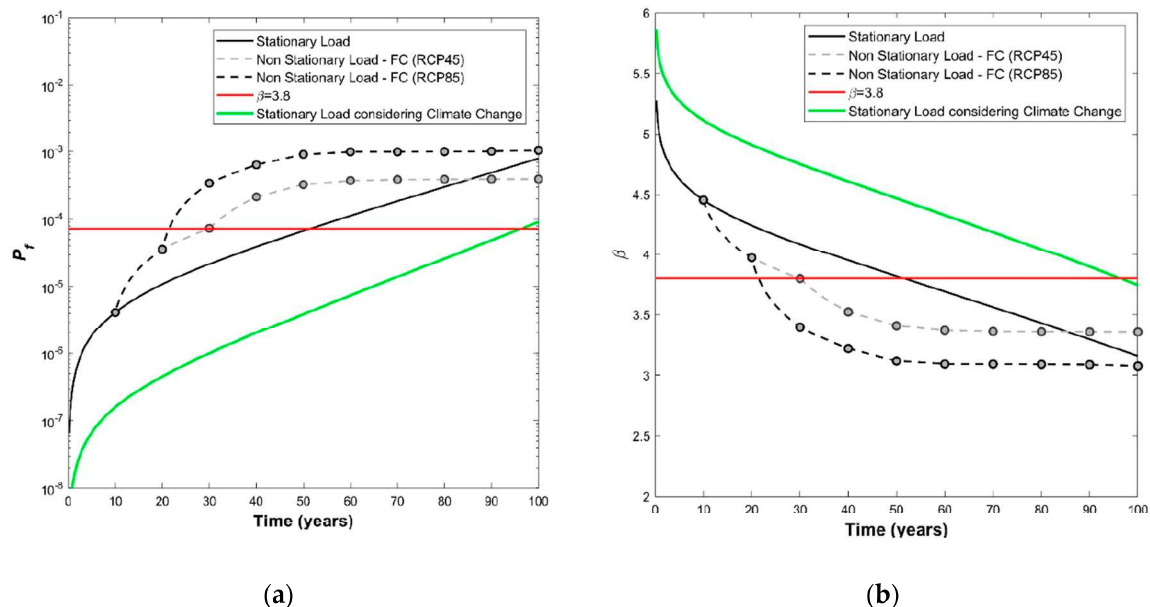 10^-1
10^-2
10^-3
10^-4
10^-5
10^-6
10^-7
10^-8
P_f
0 10 20 30 40 50 60 70 80 90 100
Time (years)
Stationary Load
Non Stationary Load - FC (RCP45)
Non Stationary Load - FC (RCP85)
β=3.8
Stationary Load considering Climate Change
(a)
6
5.5
5
4.5
4
3.5
3
2.5
2
β
0 10 20 30 40 50 60 70 80 90 100
Time (years)
Stationary Load
Non Stationary Load - FC (RCP45)
Non Stationary Load - FC (RCP85)
β=3.8
Stationary Load considering Climate Change
(b)